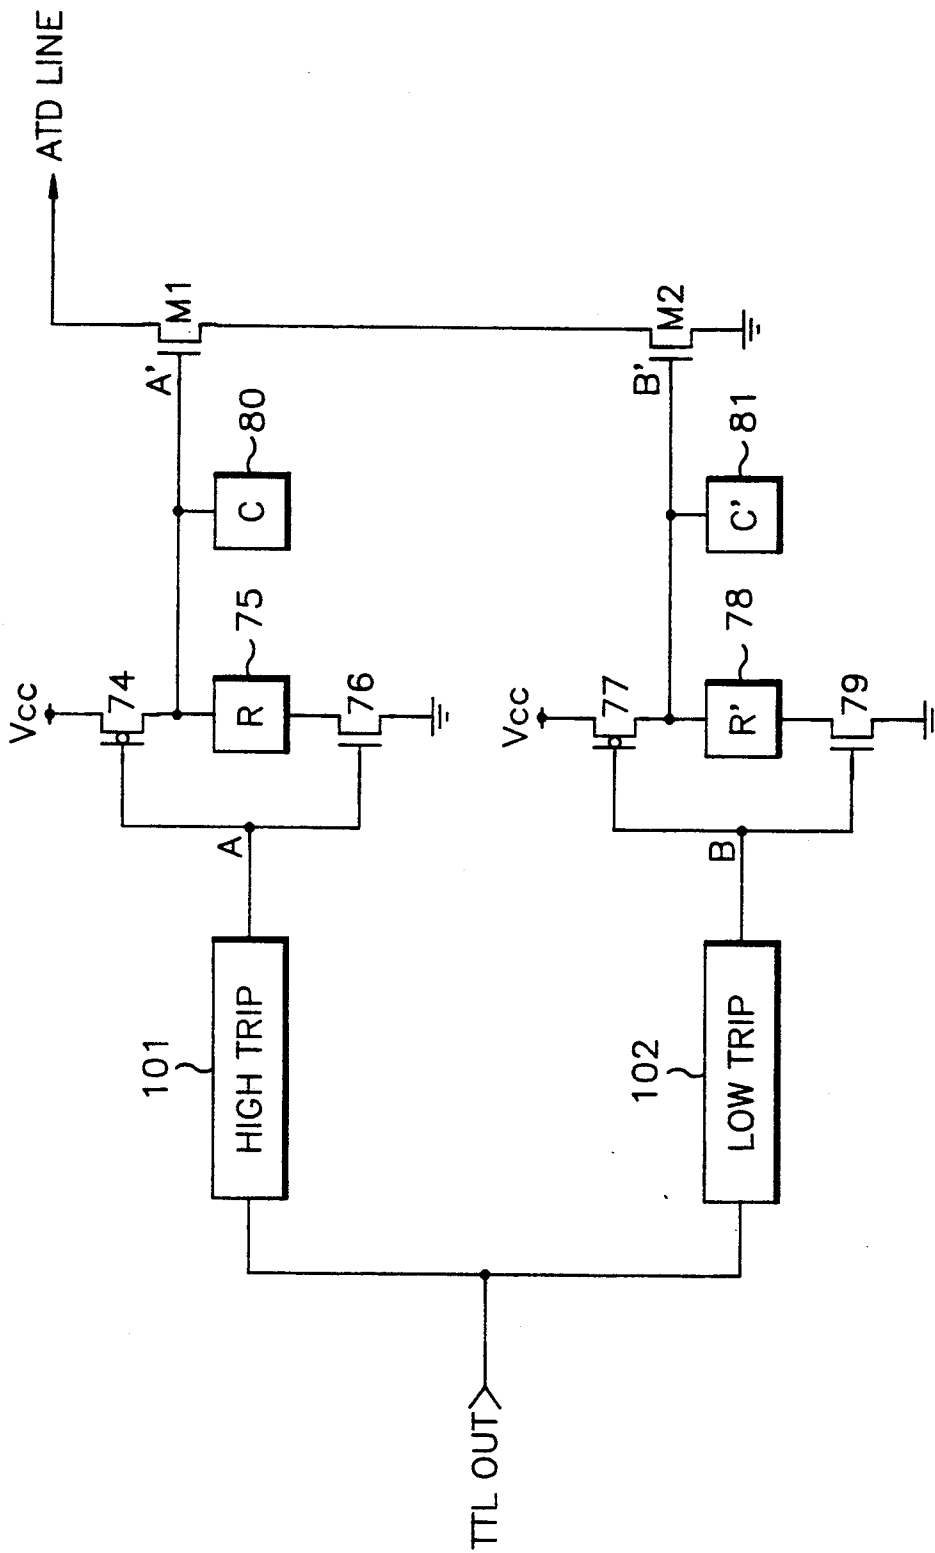 ATD LINE
Vcc
74
A'
M1
R
75
C
80
A
76
101
HIGH TRIP
TTL OUT
Vcc
77
B'
M2
R'
78
C'
81
B
79
102
LOW TRIP